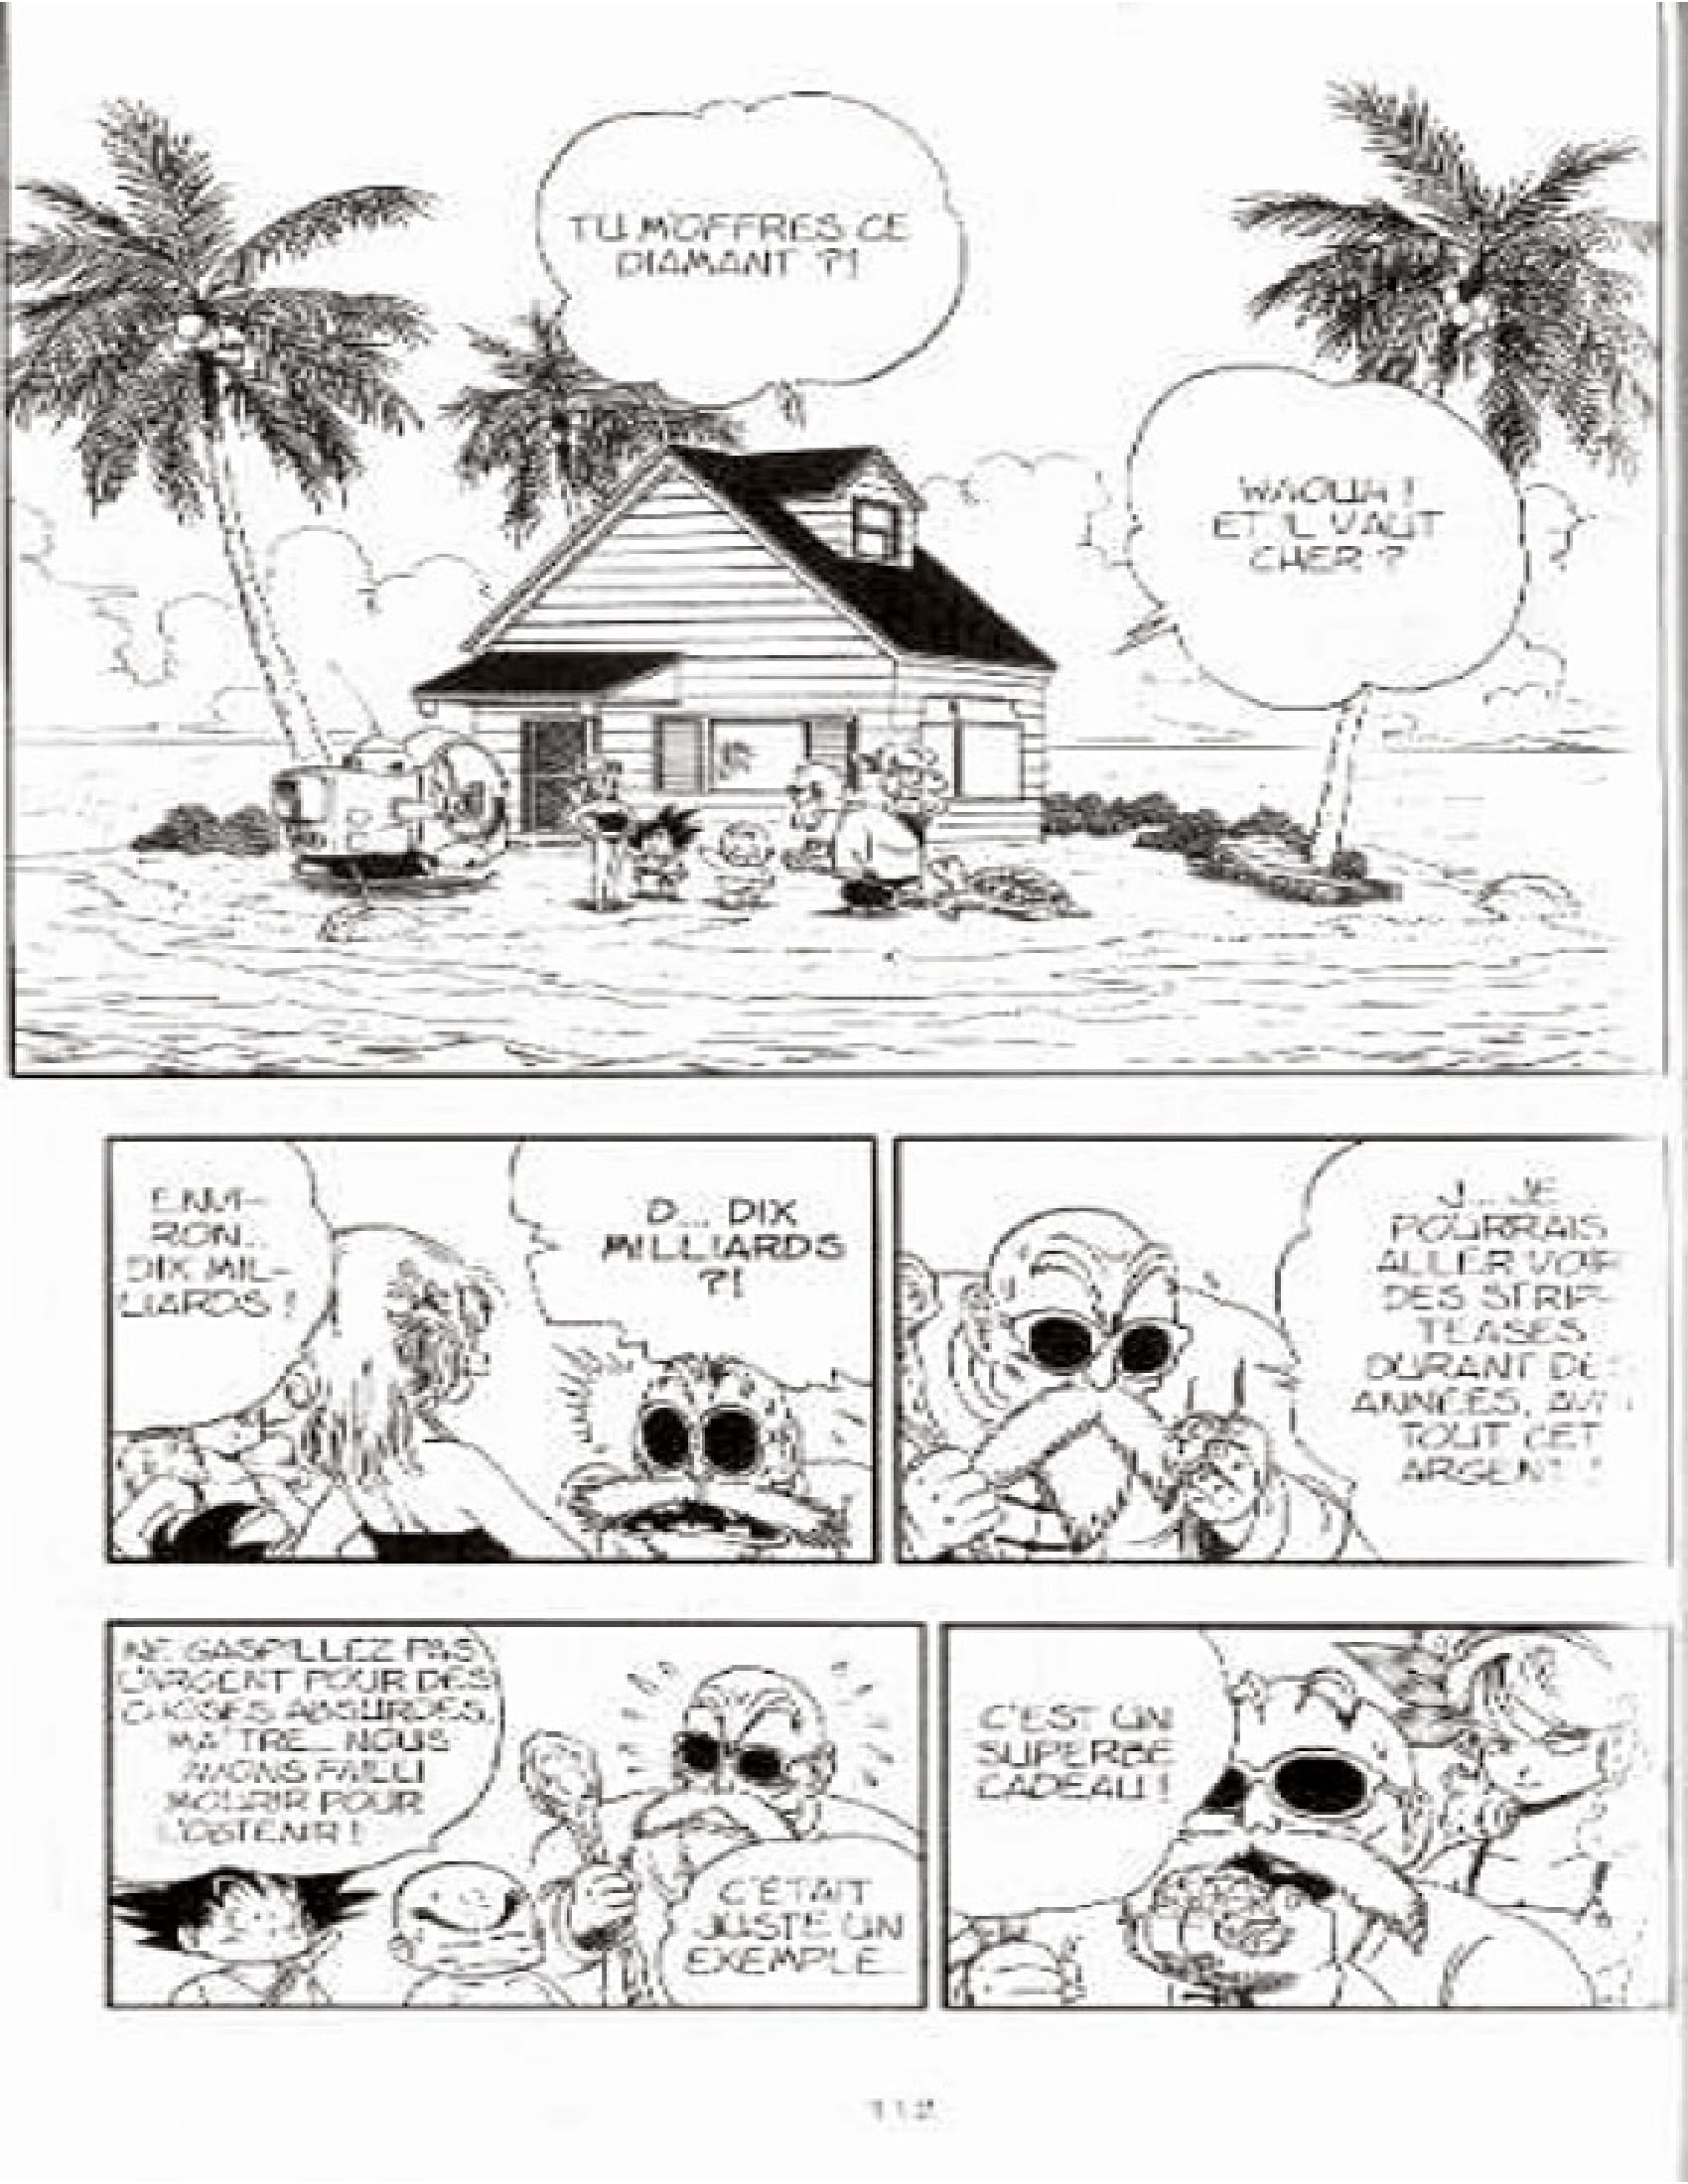 TU M'OFFRES CE
DIAMANT ?!
WAOUH !
ET IL VAUT
CHER ?
ENVI-
RON...
DIX MIL-
LIARDS !
D... DIX
MILLIARDS
?!
J... JE
POURRAIS
ALLER VOIR
DES STRIP-
TEASES
DURANT DES
ANNÉES, AVEC
TOUT CET
ARGENT !
NE GASPILLEZ PAS
L'ARGENT POUR DES
CHOSES ABSURDES,
MAÎTRE... NOUS
AVONS FAILLI
MOURIR POUR
L'OBTENIR !
C'ÉTAIT
JUSTE UN
EXEMPLE...
C'EST UN
SUPERBE
CADEAU !
112